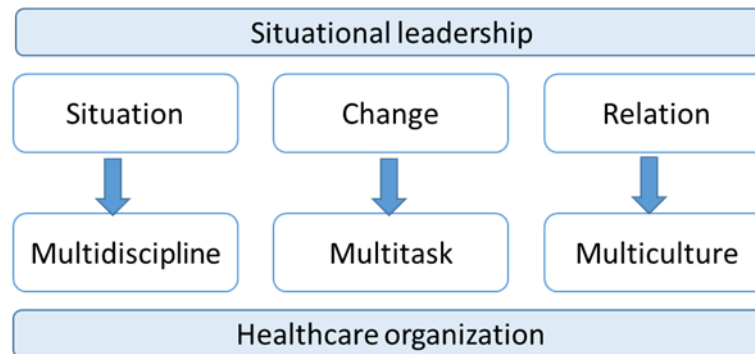 Situational leadership
Situation
Change
Relation
Multidiscipline
Multitask
Multiculture
Healthcare organization